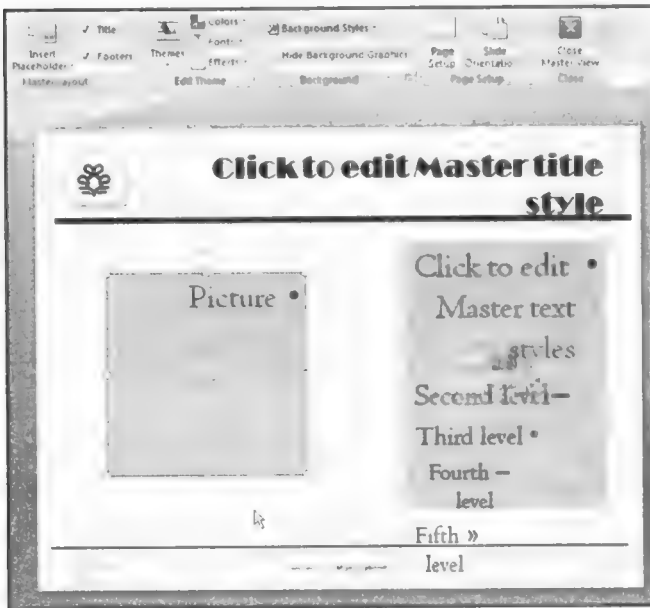 Title
Colors
Background Styles
Fonts
Insert
Footers
Themes
Hide Background Graphics
Page
Slide
Close
Placeholder
Effects
Setup
Orientation
Master View
Master Layout
Edit Theme
Background
Page Setup
Close
Click to edit Master title
style
Picture •
Click to edit •
Master text
styles
Second level –
Third level •
Fourth –
level
Fifth »
level